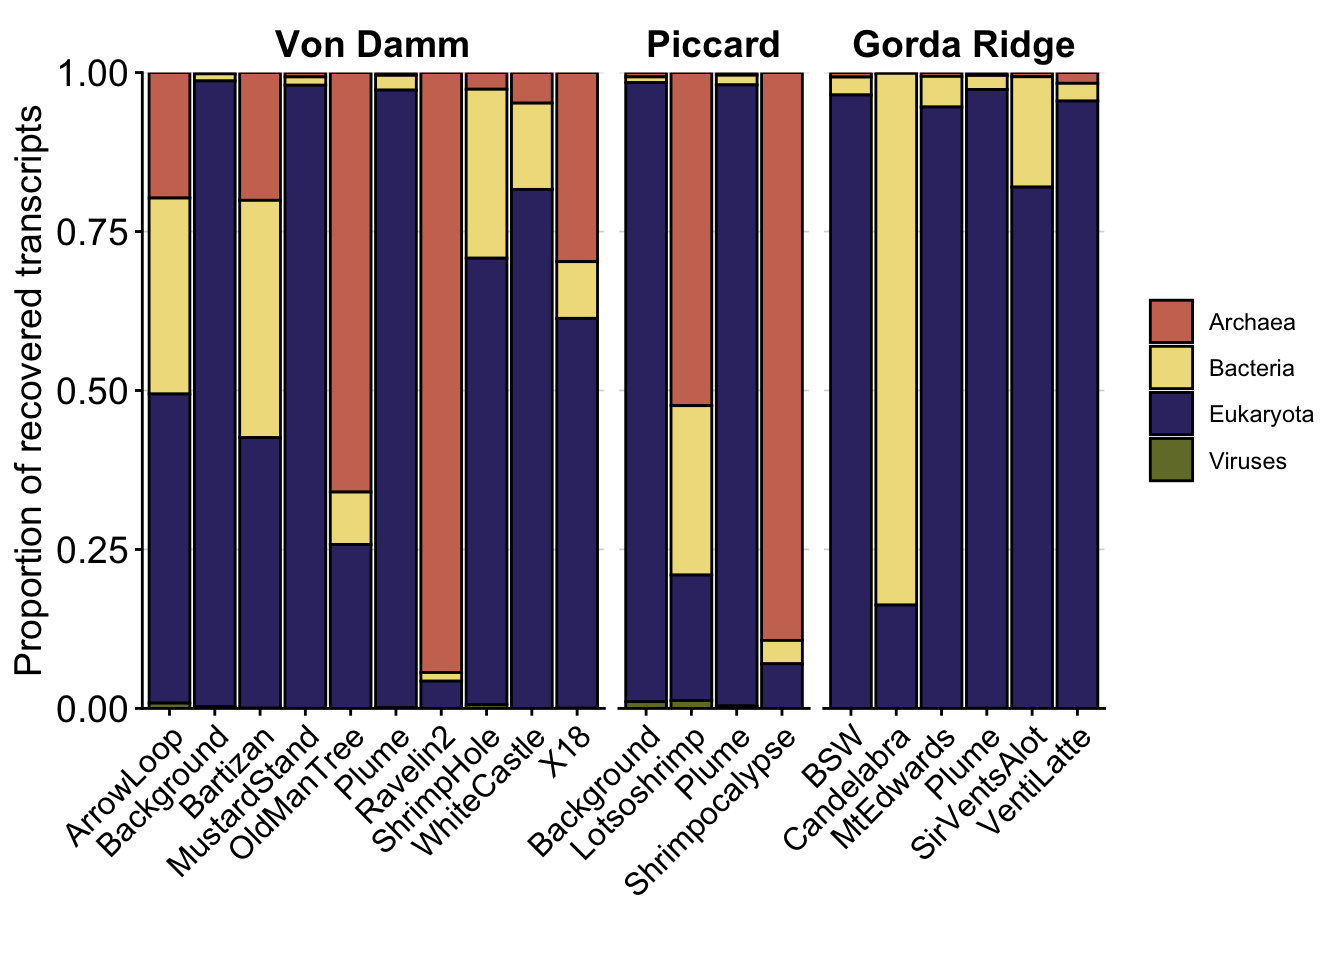 Von Damm
Piccard
Gorda Ridge
Proportion of recovered transcripts
1.00
0.75
0.50
0.25
0.00
ArrowLoop
Background
Bartizan
MustardStand
OldManTree
Plume
Ravelin2
ShrimpHole
WhiteCastle
X18
Background
Lotsoshrimp
Plume
Shrimpocalypse
BSW
Candelabra
MtEdwards
Plume
SirVentsAlot
VentiLatte
Archaea
Bacteria
Eukaryota
Viruses